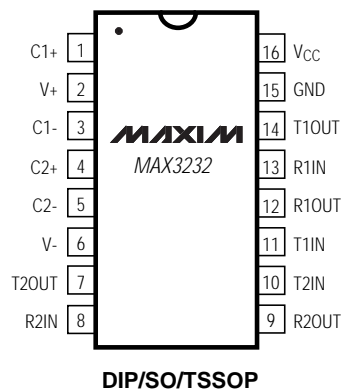 C1+ 1 16 VCC
V+ 2 15 GND
C1- 3 MAXIM 14 T1OUT
C2+ 4 MAX3232 13 R1IN
C2- 5 12 R1OUT
V- 6 11 T1IN
T2OUT 7 10 T2IN
R2IN 8 9 R2OUT
DIP/SO/TSSOP